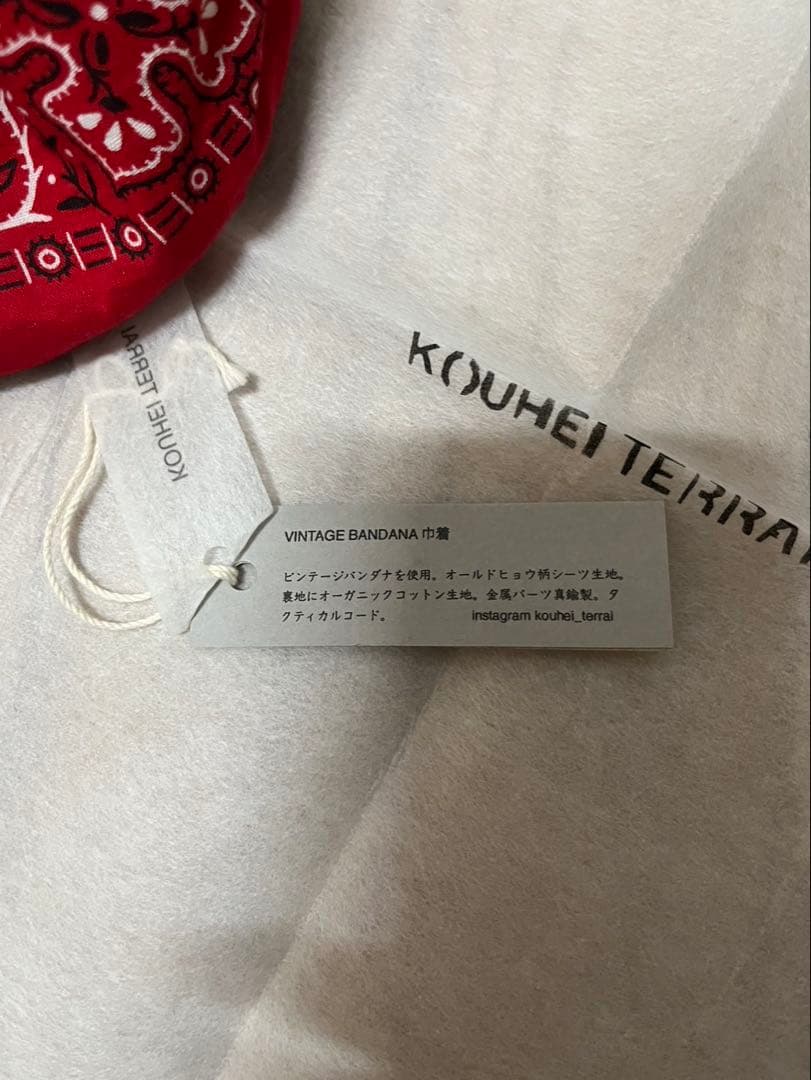 KOUHEI TERRAI
KOUHEI TERRAI
VINTAGE BANDANA 巾着
ビンテージバンダナを使用。オールドヒョウ柄シーツ生地。
裏地にオーガニックコットン生地。金属パーツ真鍮製。タ
クティカルコード。 instagram kouhei_terrai